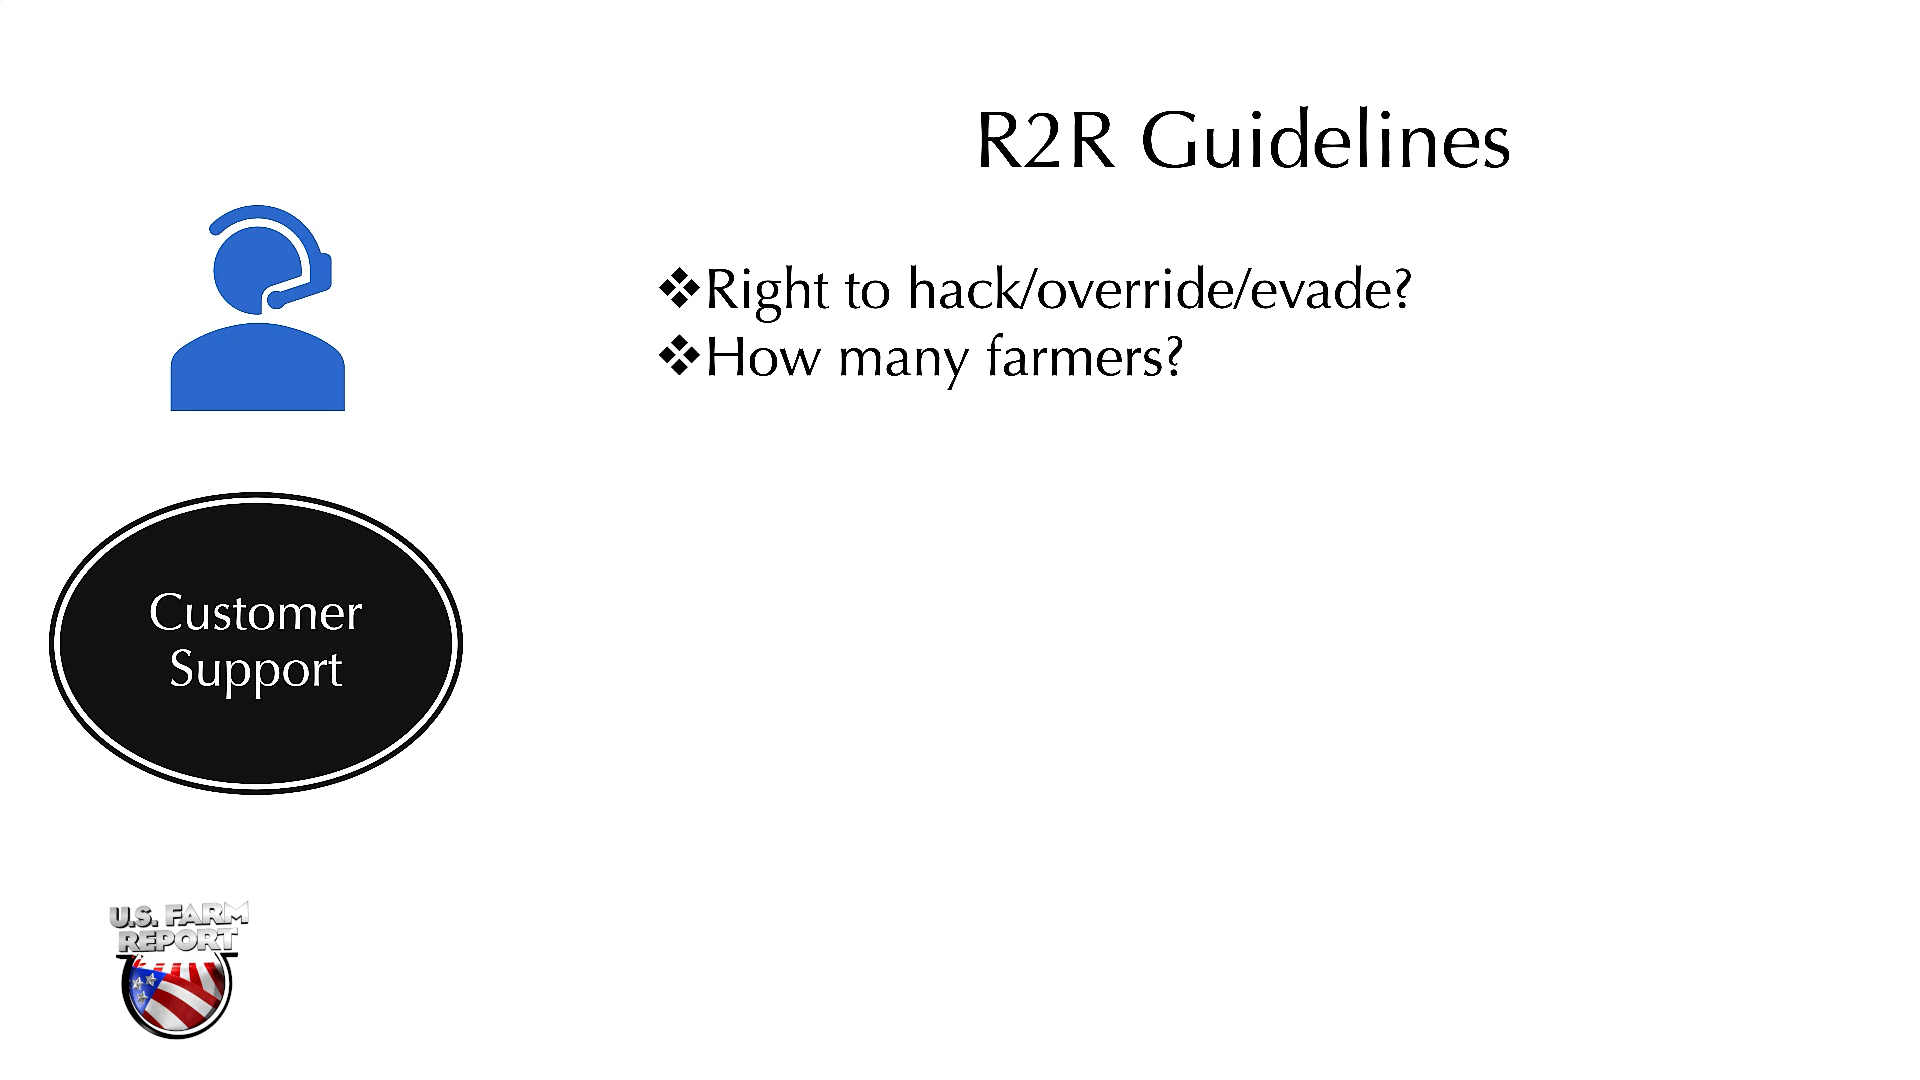 R2R Guidelines
❖Right to hack/override/evade?
❖How many farmers?
Customer
Support
U.S. FARM
REPORT